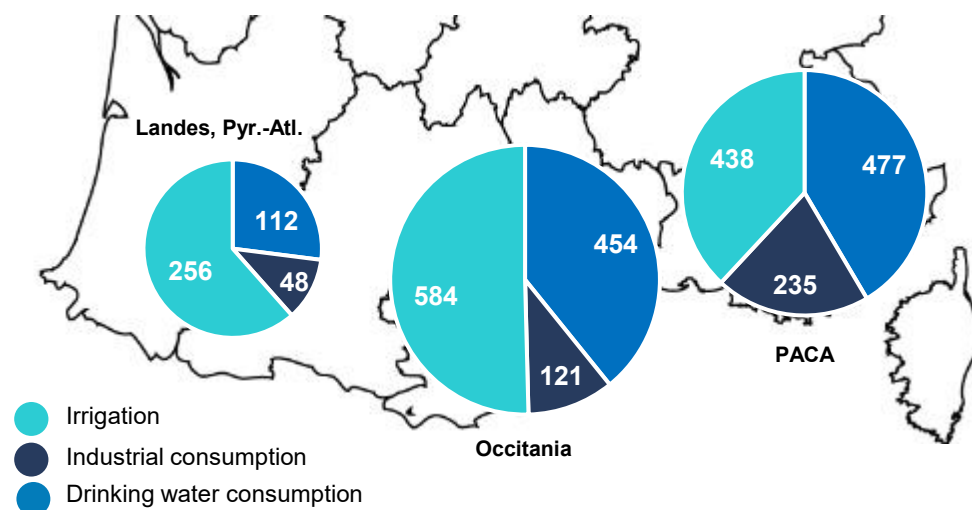 Landes, Pyr.-Atl.
112
256
48
454
584
121
Occitania
438
477
235
PACA
Irrigation
Industrial consumption
Drinking water consumption